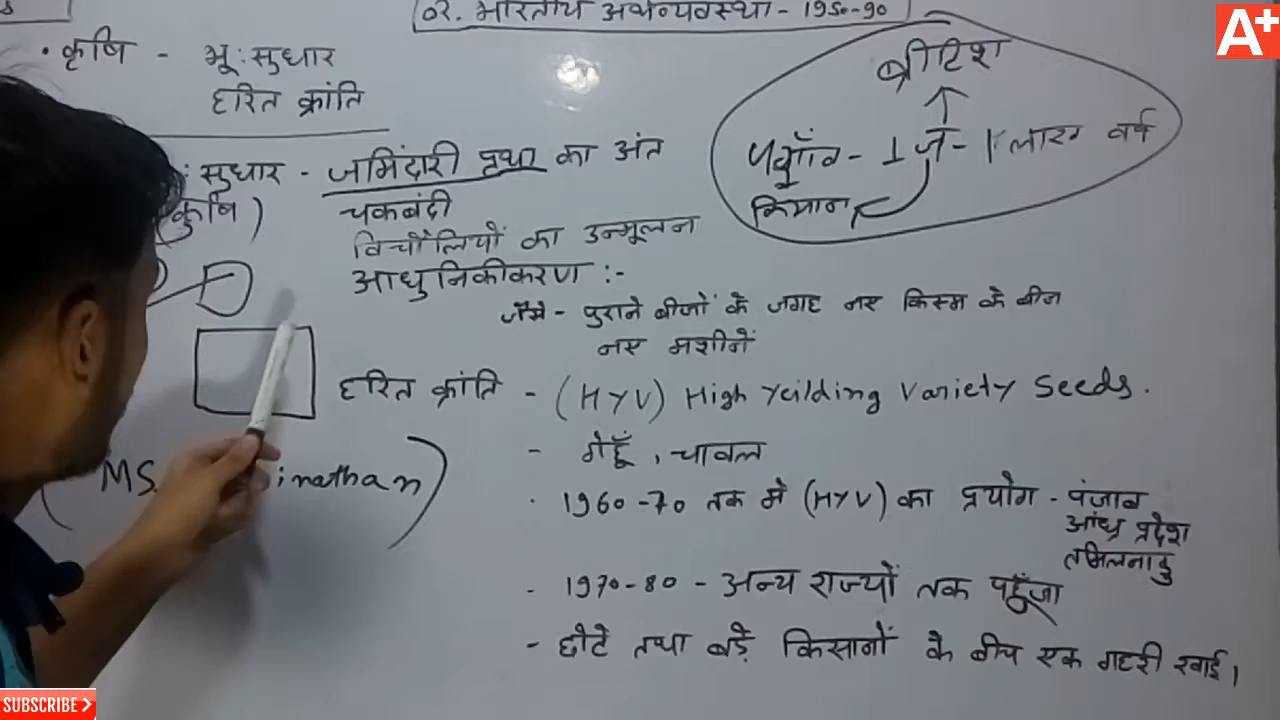 02. भारतीय अर्थव्यवस्था - 1950-90
A+
• कृषि - भू: सुधार
हरित क्रांति
ब्रीटिश
- 1 ज - 1 लाख वर्ष
किसान
: सुधार - जमिंदारी प्रथा का अंत
(कृषि)
चकबंदी
विचौलियों का उन्मूलन
आधुनिकीकरण :-
जैसे - पुराने बीजों के जगह नए किस्म के बीज
नए मशीनें
हरित क्रांति - (HYV) High Yeilding Variety Seeds.
- गेहूँ, चावल
(MS. inathan)
· 1960-70 तक मे (HYV) का प्रयोग - पंजाब
आंध्र प्रदेश
तमिलनाडु
- 1970-80 - अन्य राज्यों तक पहूँजा
- छोटे तथा बड़े किसानों के बीच एक गहरी खाई।
SUBSCRIBE